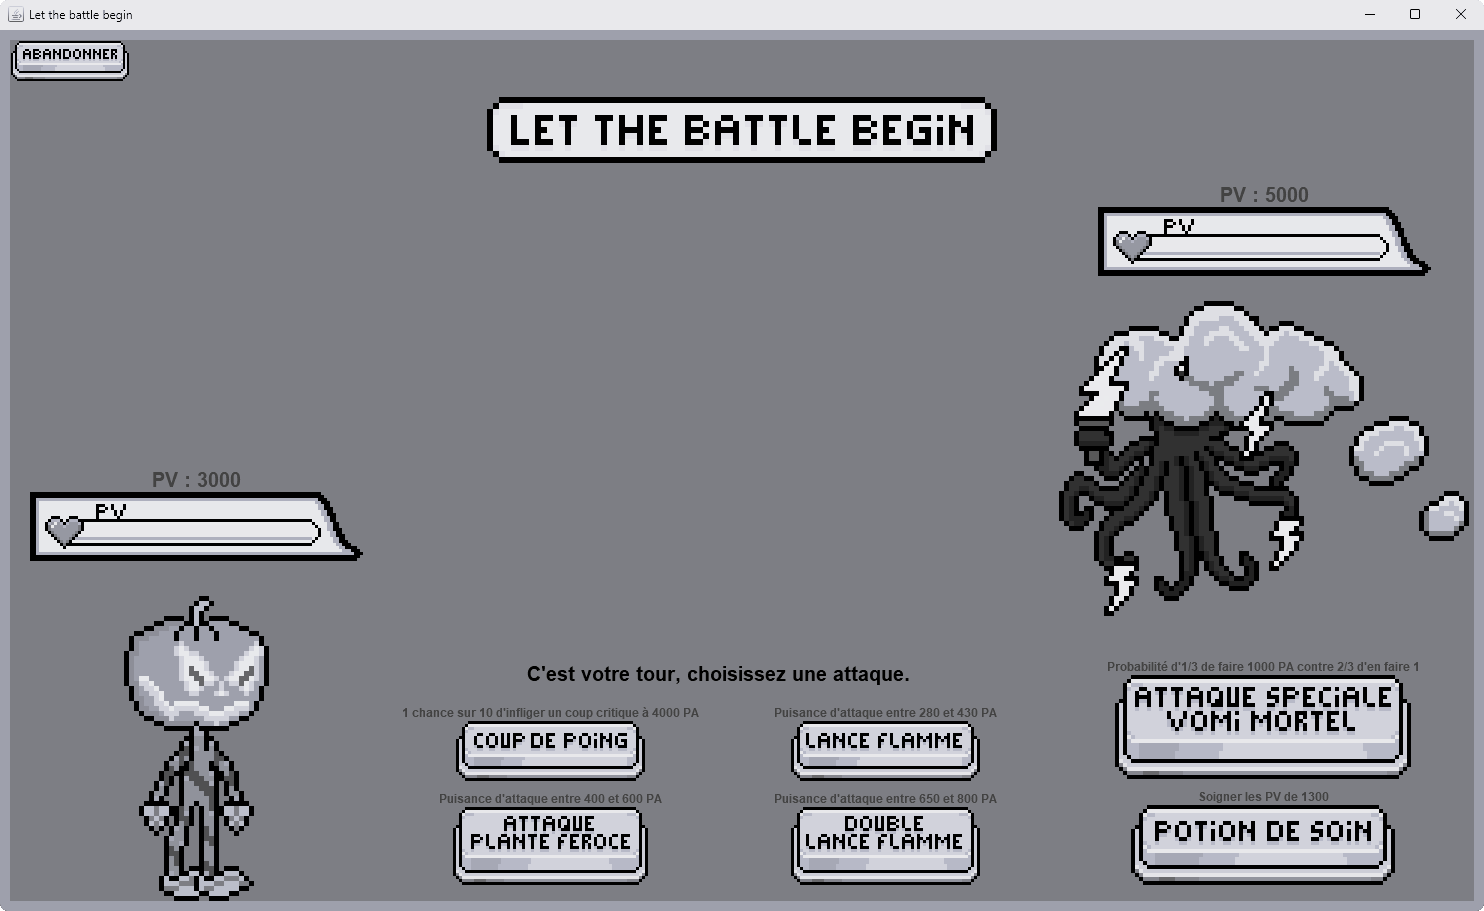 Let the battle begin
ABANDONNER
LET THE BATTLE BEGiN
PV : 5000
PV
PV : 3000
PV
C'est votre tour, choisissez une attaque.
1 chance sur 10 d'infliger un coup critique à 4000 PA
COUP DE POiNG
Puisance d'attaque entre 280 et 430 PA
LANCE FLAMME
Puisance d'attaque entre 400 et 600 PA
ATTAQUE
PLANTE FEROCE
Puisance d'attaque entre 650 et 800 PA
DOUBLE
LANCE FLAMME
Probabilité d'1/3 de faire 1000 PA contre 2/3 d'en faire 1
ATTAQUE SPECiALE
VOMi MORTEL
Soigner les PV de 1300
POTiON DE SOiN